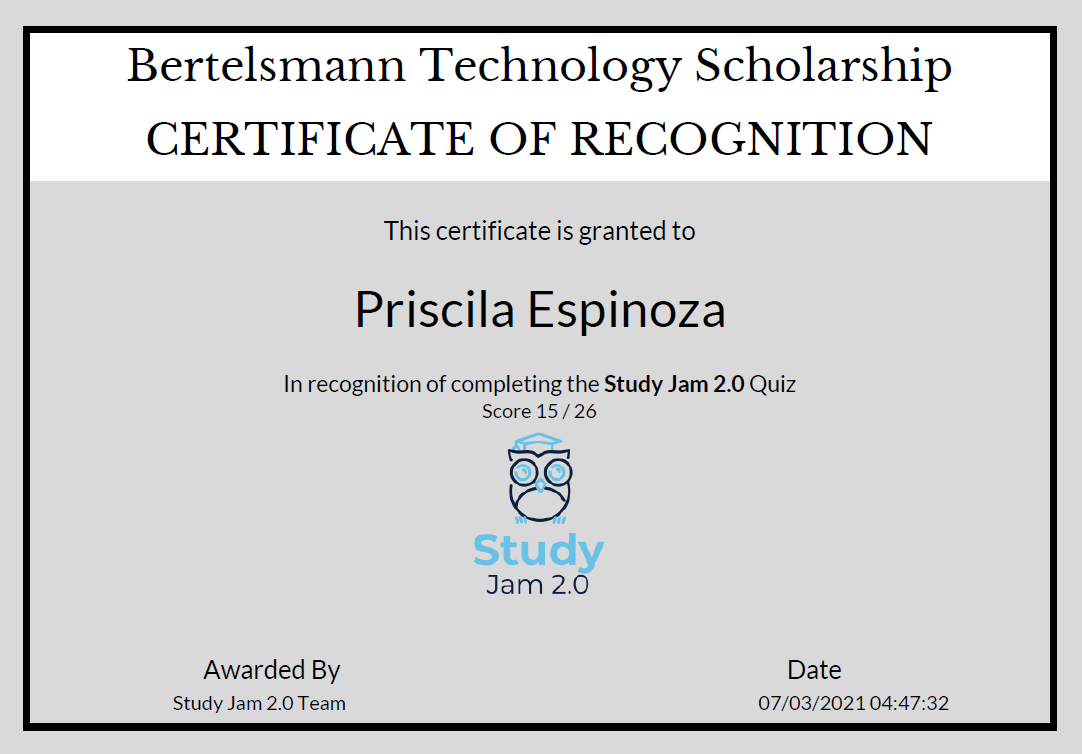 Bertelsmann Technology Scholarship
CERTIFICATE OF RECOGNITION
This certificate is granted to
Priscila Espinoza
In recognition of completing the Study Jam 2.0 Quiz
Score 15 / 26
Study
Jam 2.0
Awarded By
Study Jam 2.0 Team
Date
07/03/2021 04:47:32